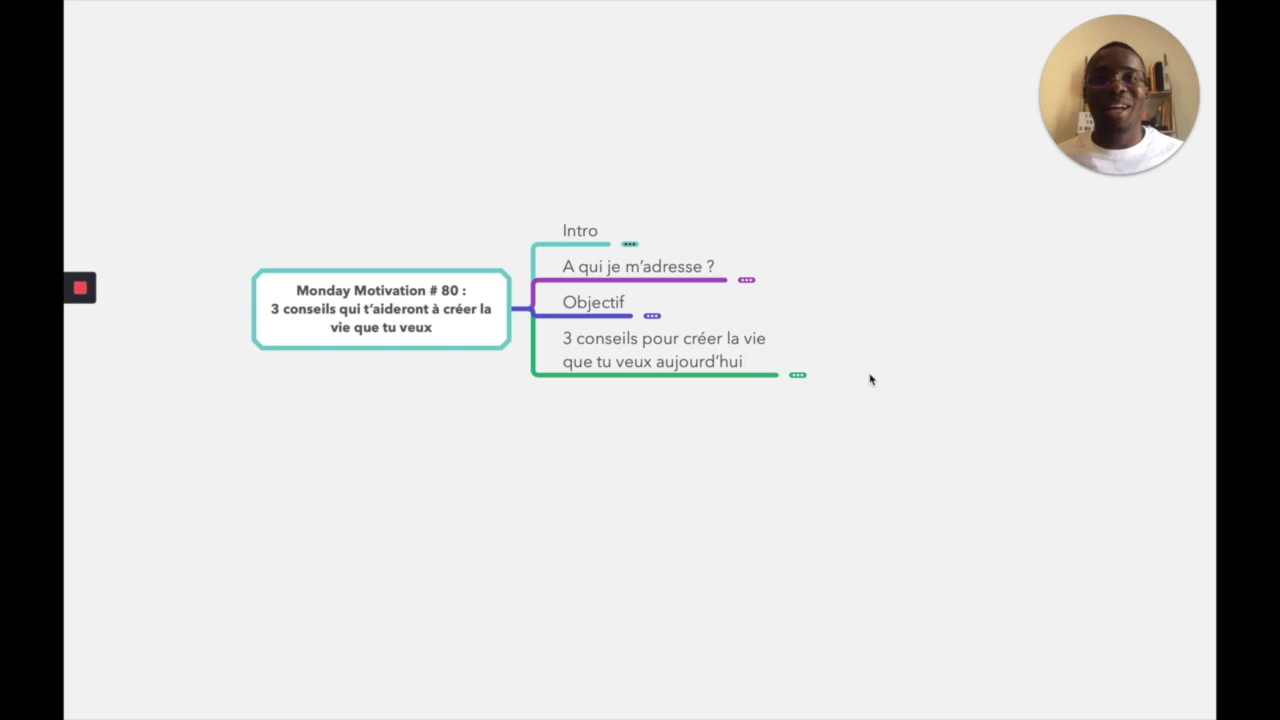 Monday Motivation # 80 :
3 conseils qui t'aideront à créer la
vie que tu veux
Intro
A qui je m'adresse ?
Objectif
3 conseils pour créer la vie
que tu veux aujourd'hui